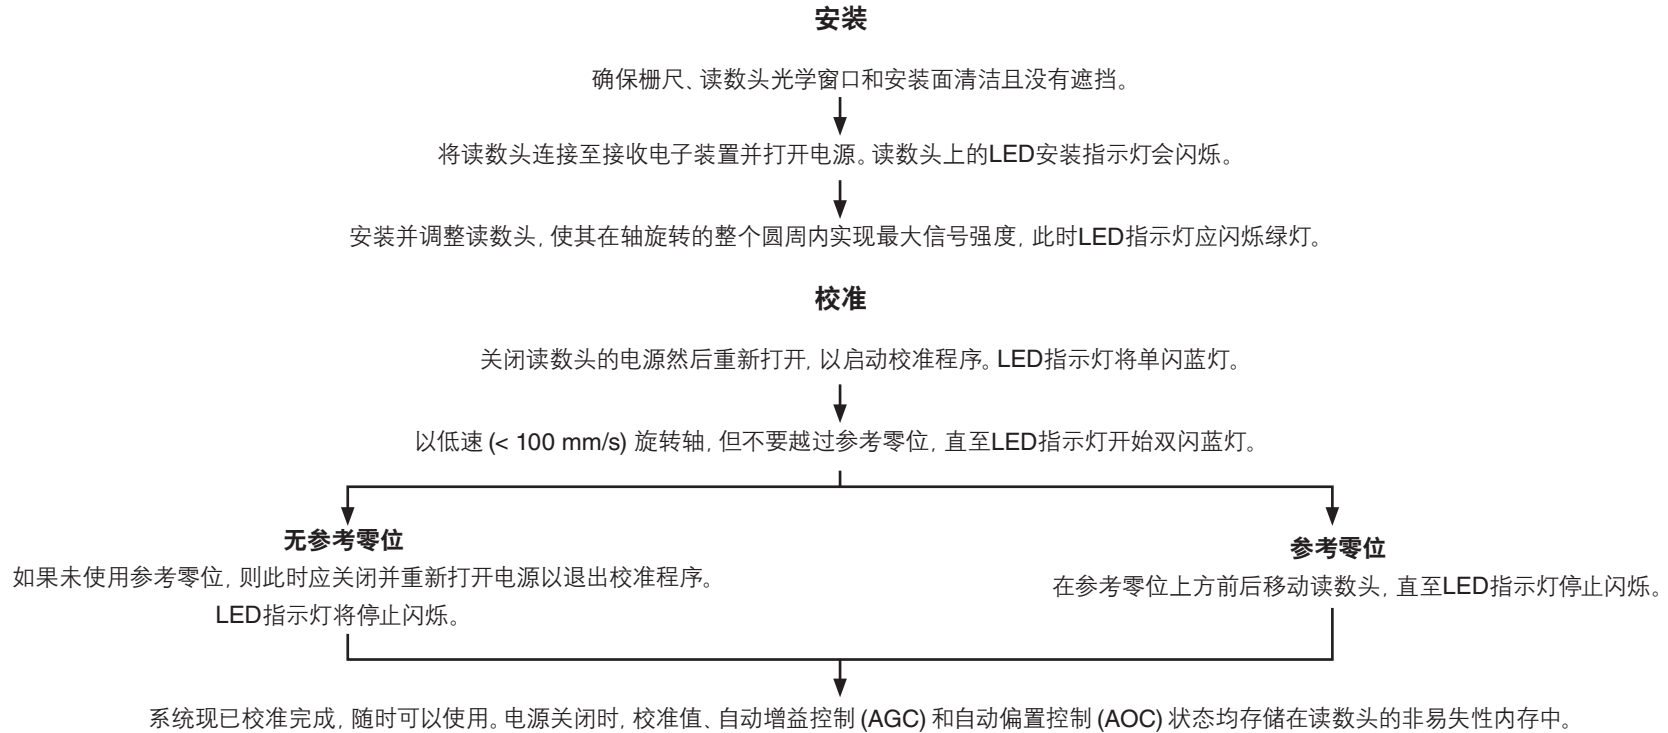 安装
确保栅尺、读数头光学窗口和安装面清洁且没有遮挡。
将读数头连接至接收电子装置并打开电源。读数头上的LED安装指示灯会闪烁。
安装并调整读数头，使其在轴旋转的整个圆周内实现最大信号强度，此时LED指示灯应闪烁绿灯。
校准
关闭读数头的电源然后重新打开，以启动校准程序。LED指示灯将单闪蓝灯。
以低速 (< 100 mm/s) 旋转轴，但不要越过参考零位，直至LED指示灯开始双闪蓝灯。
无参考零位
如果未使用参考零位，则此时应关闭并重新打开电源以退出校准程序。
LED指示灯将停止闪烁。
参考零位
在参考零位上方前后移动读数头，直至LED指示灯停止闪烁。
系统现已校准完成，随时可以使用。电源关闭时，校准值、自动增益控制 (AGC) 和自动偏置控制 (AOC) 状态均存储在读数头的非易失性内存中。